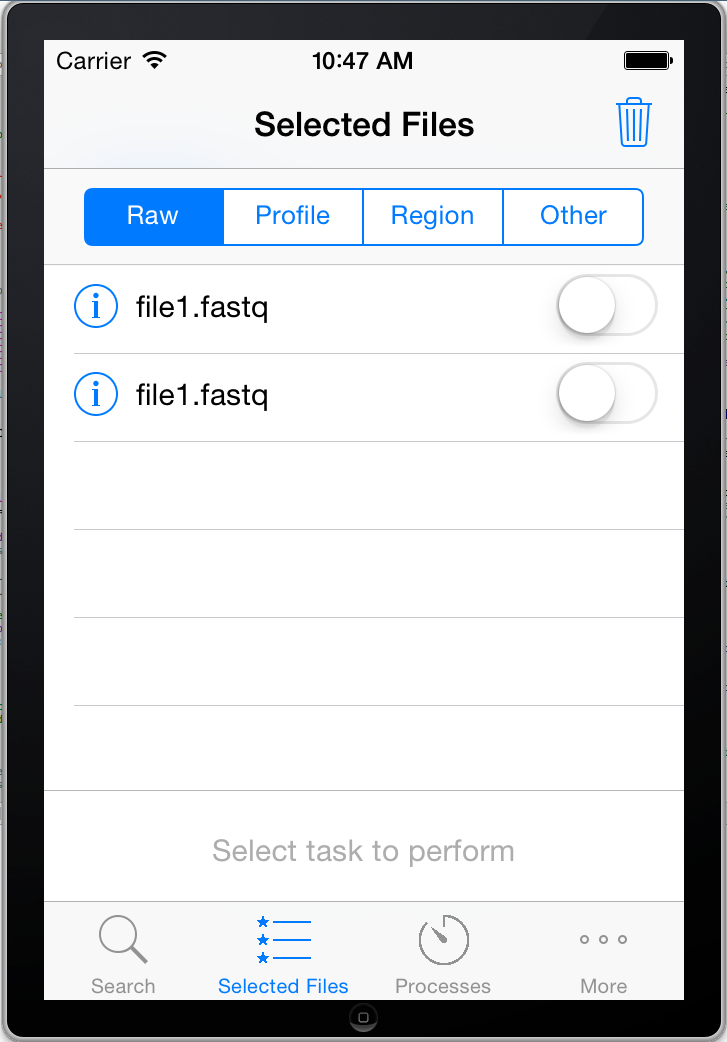 Carrier 10:47 AM
Selected Files
Raw Profile Region Other
file1.fastq
file1.fastq
Select task to perform
Search Selected Files Processes More